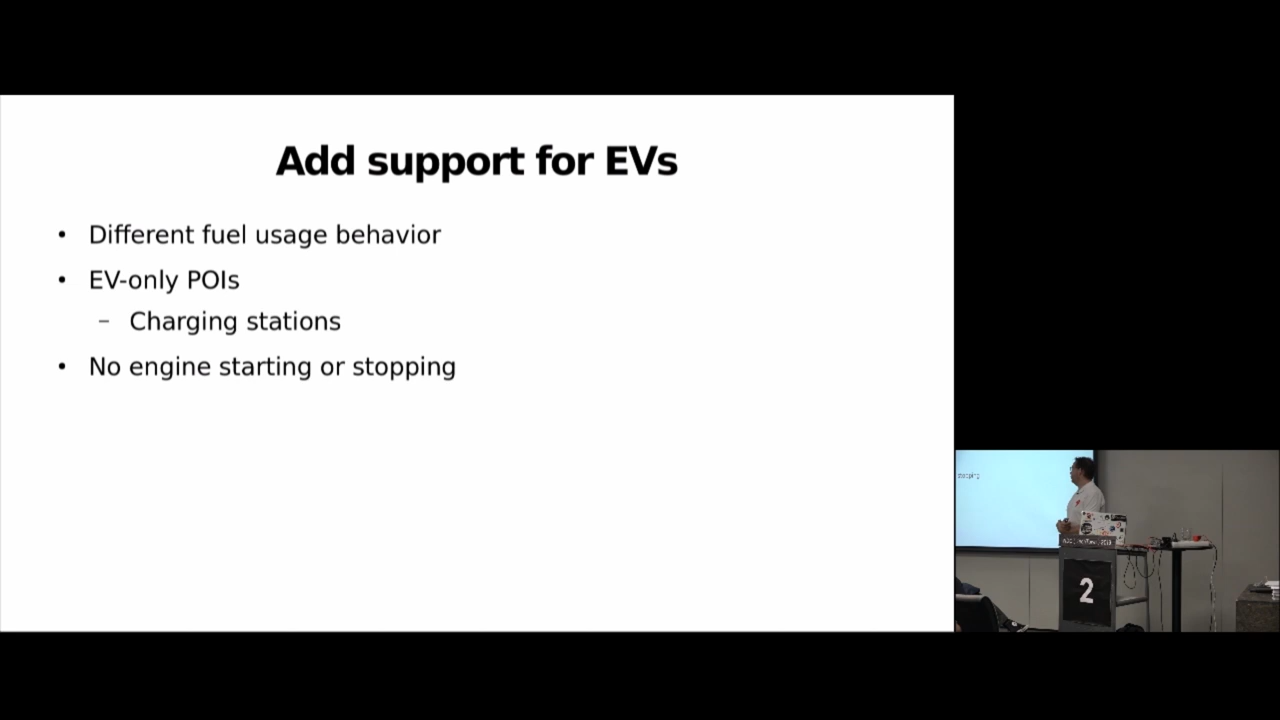 Add support for EVs
• Different fuel usage behavior
• EV-only POIs
– Charging stations
• No engine starting or stopping
stopping
2